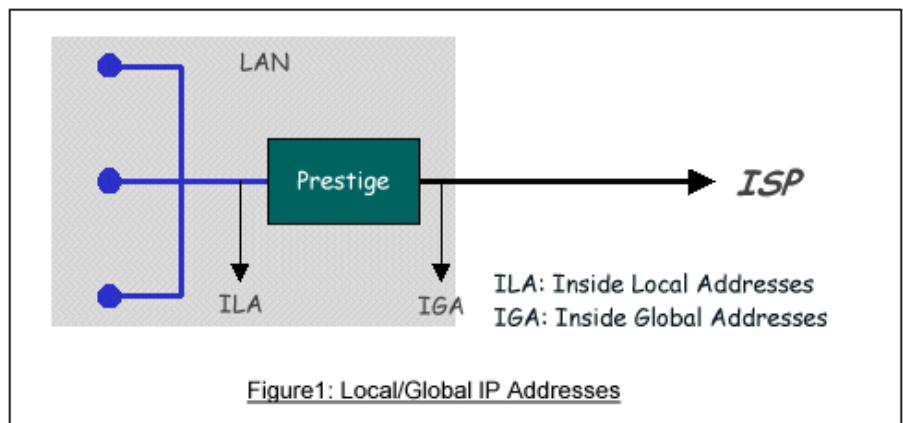 LAN
Prestige
ISP
ILA
IGA
ILA: Inside Local Addresses
IGA: Inside Global Addresses
Figure1: Local/Global IP Addresses